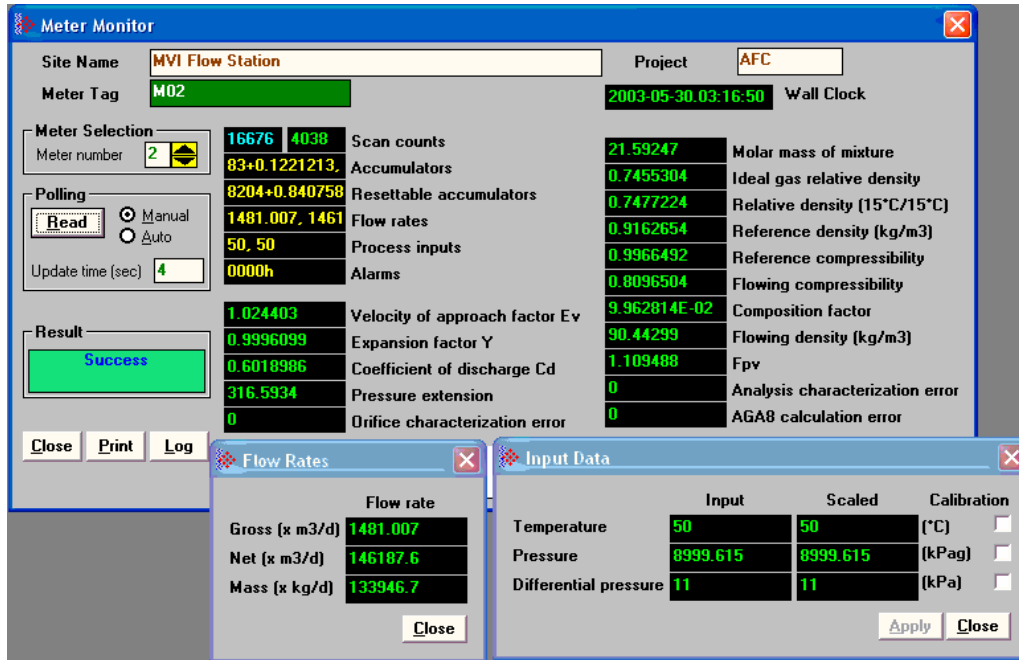 Meter Monitor
Site Name MVI Flow Station Project AFC
Meter Tag M02 2003-05-30.03:16:50 Wall Clock
Meter Selection
Meter number 2
Polling
Read Manual
Auto
Update time (sec) 4
Result
Success
Close Print Log
16676 4038 Scan counts
83+0.1221213, Accumulators
8204+0.840758 Resettable accumulators
1481.007, 1461 Flow rates
50, 50 Process inputs
0000h Alarms
1.024403 Velocity of approach factor Ev
0.9996099 Expansion factor Y
0.6018986 Coefficient of discharge Cd
316.5934 Pressure extension
0 Orifice characterization error
21.59247 Molar mass of mixture
0.7455304 Ideal gas relative density
0.7477224 Relative density (15°C/15°C)
0.9162654 Reference density (kg/m3)
0.9966492 Reference compressibility
0.8096504 Flowing compressibility
9.962814E-02 Composition factor
90.44299 Flowing density (kg/m3)
1.109488 Fpv
0 Analysis characterization error
0 AGA8 calculation error
Flow Rates
Flow rate
Gross (x m3/d) 1481.007
Net (x m3/d) 146187.6
Mass (x kg/d) 133946.7
Close
Input Data
Input Scaled Calibration
Temperature 50 50 (°C)
Pressure 8999.615 8999.615 (kPag)
Differential pressure 11 11 (kPa)
Apply Close